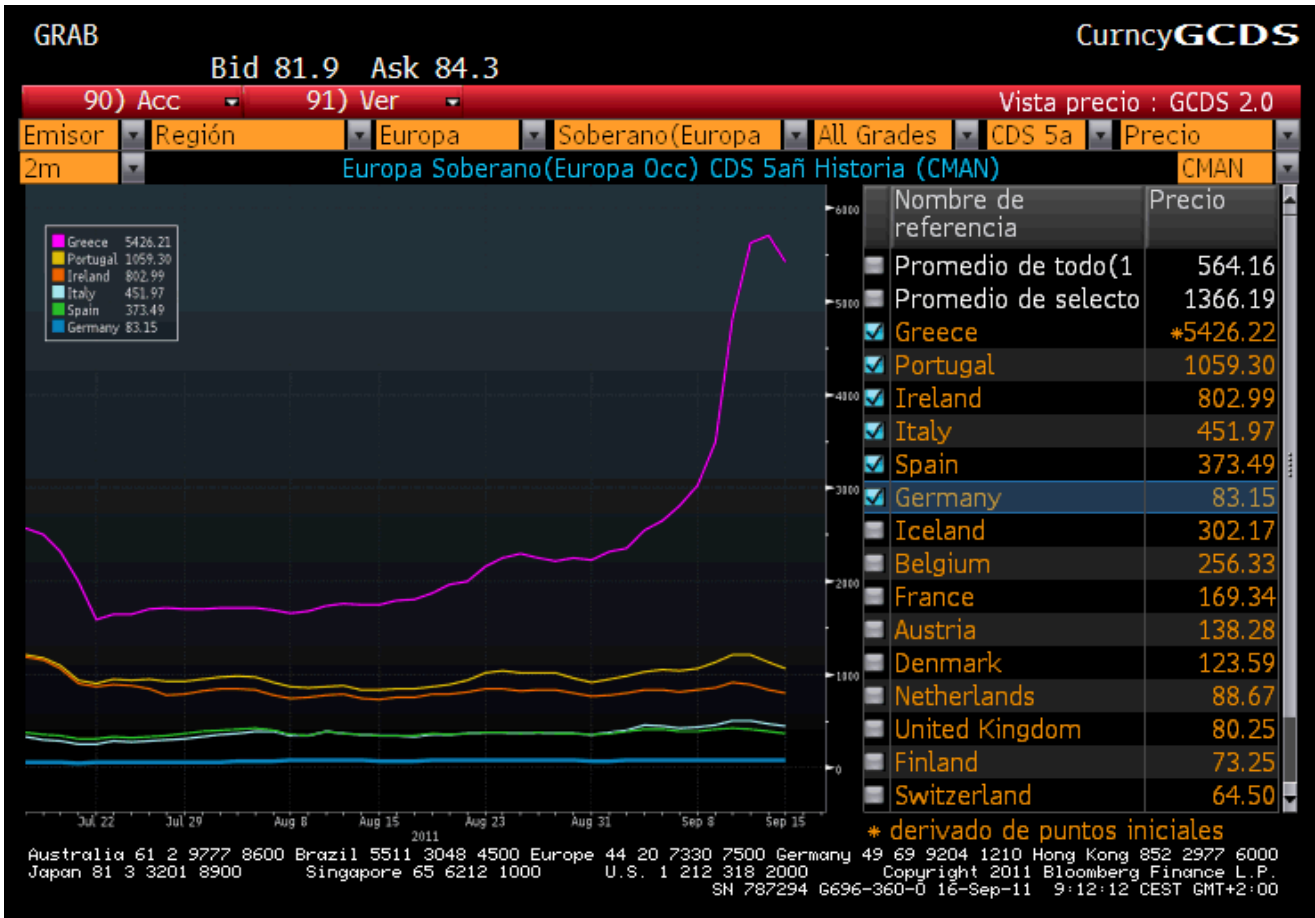 GRAB CurncyGCDS
Bid 81.9 Ask 84.3
90) Acc 91) Ver Vista precio : GCDS 2.0
Emisor Región Europa Soberano(Europa All Grades CDS 5a Precio
2m Europa Soberano(Europa Occ) CDS 5añ Historia (CMAN) CMAN
Nombre de referencia Precio
Promedio de todo(1 564.16
Promedio de selecto 1366.19
Greece *5426.22
Portugal 1059.30
Ireland 802.99
Italy 451.97
Spain 373.49
Germany 83.15
Iceland 302.17
Belgium 256.33
France 169.34
Austria 138.28
Denmark 123.59
Netherlands 88.67
United Kingdom 80.25
Finland 73.25
Switzerland 64.50
* derivado de puntos iniciales
Greece 5426.21
Portugal 1059.30
Ireland 802.99
Italy 451.97
Spain 373.49
Germany 83.15
6000
5000
4000
3000
2000
1000
0
Jul 22 Jul 29 Aug 8 Aug 15 Aug 23 Aug 31 Sep 8 Sep 15
2011
Australia 61 2 9777 8600 Brazil 5511 3048 4500 Europe 44 20 7330 7500 Germany 49 69 9204 1210 Hong Kong 852 2977 6000
Japan 81 3 3201 8900 Singapore 65 6212 1000 U.S. 1 212 318 2000 Copyright 2011 Bloomberg Finance L.P.
SN 787294 G696-360-0 16-Sep-11 9:12:12 CEST GMT+2:00